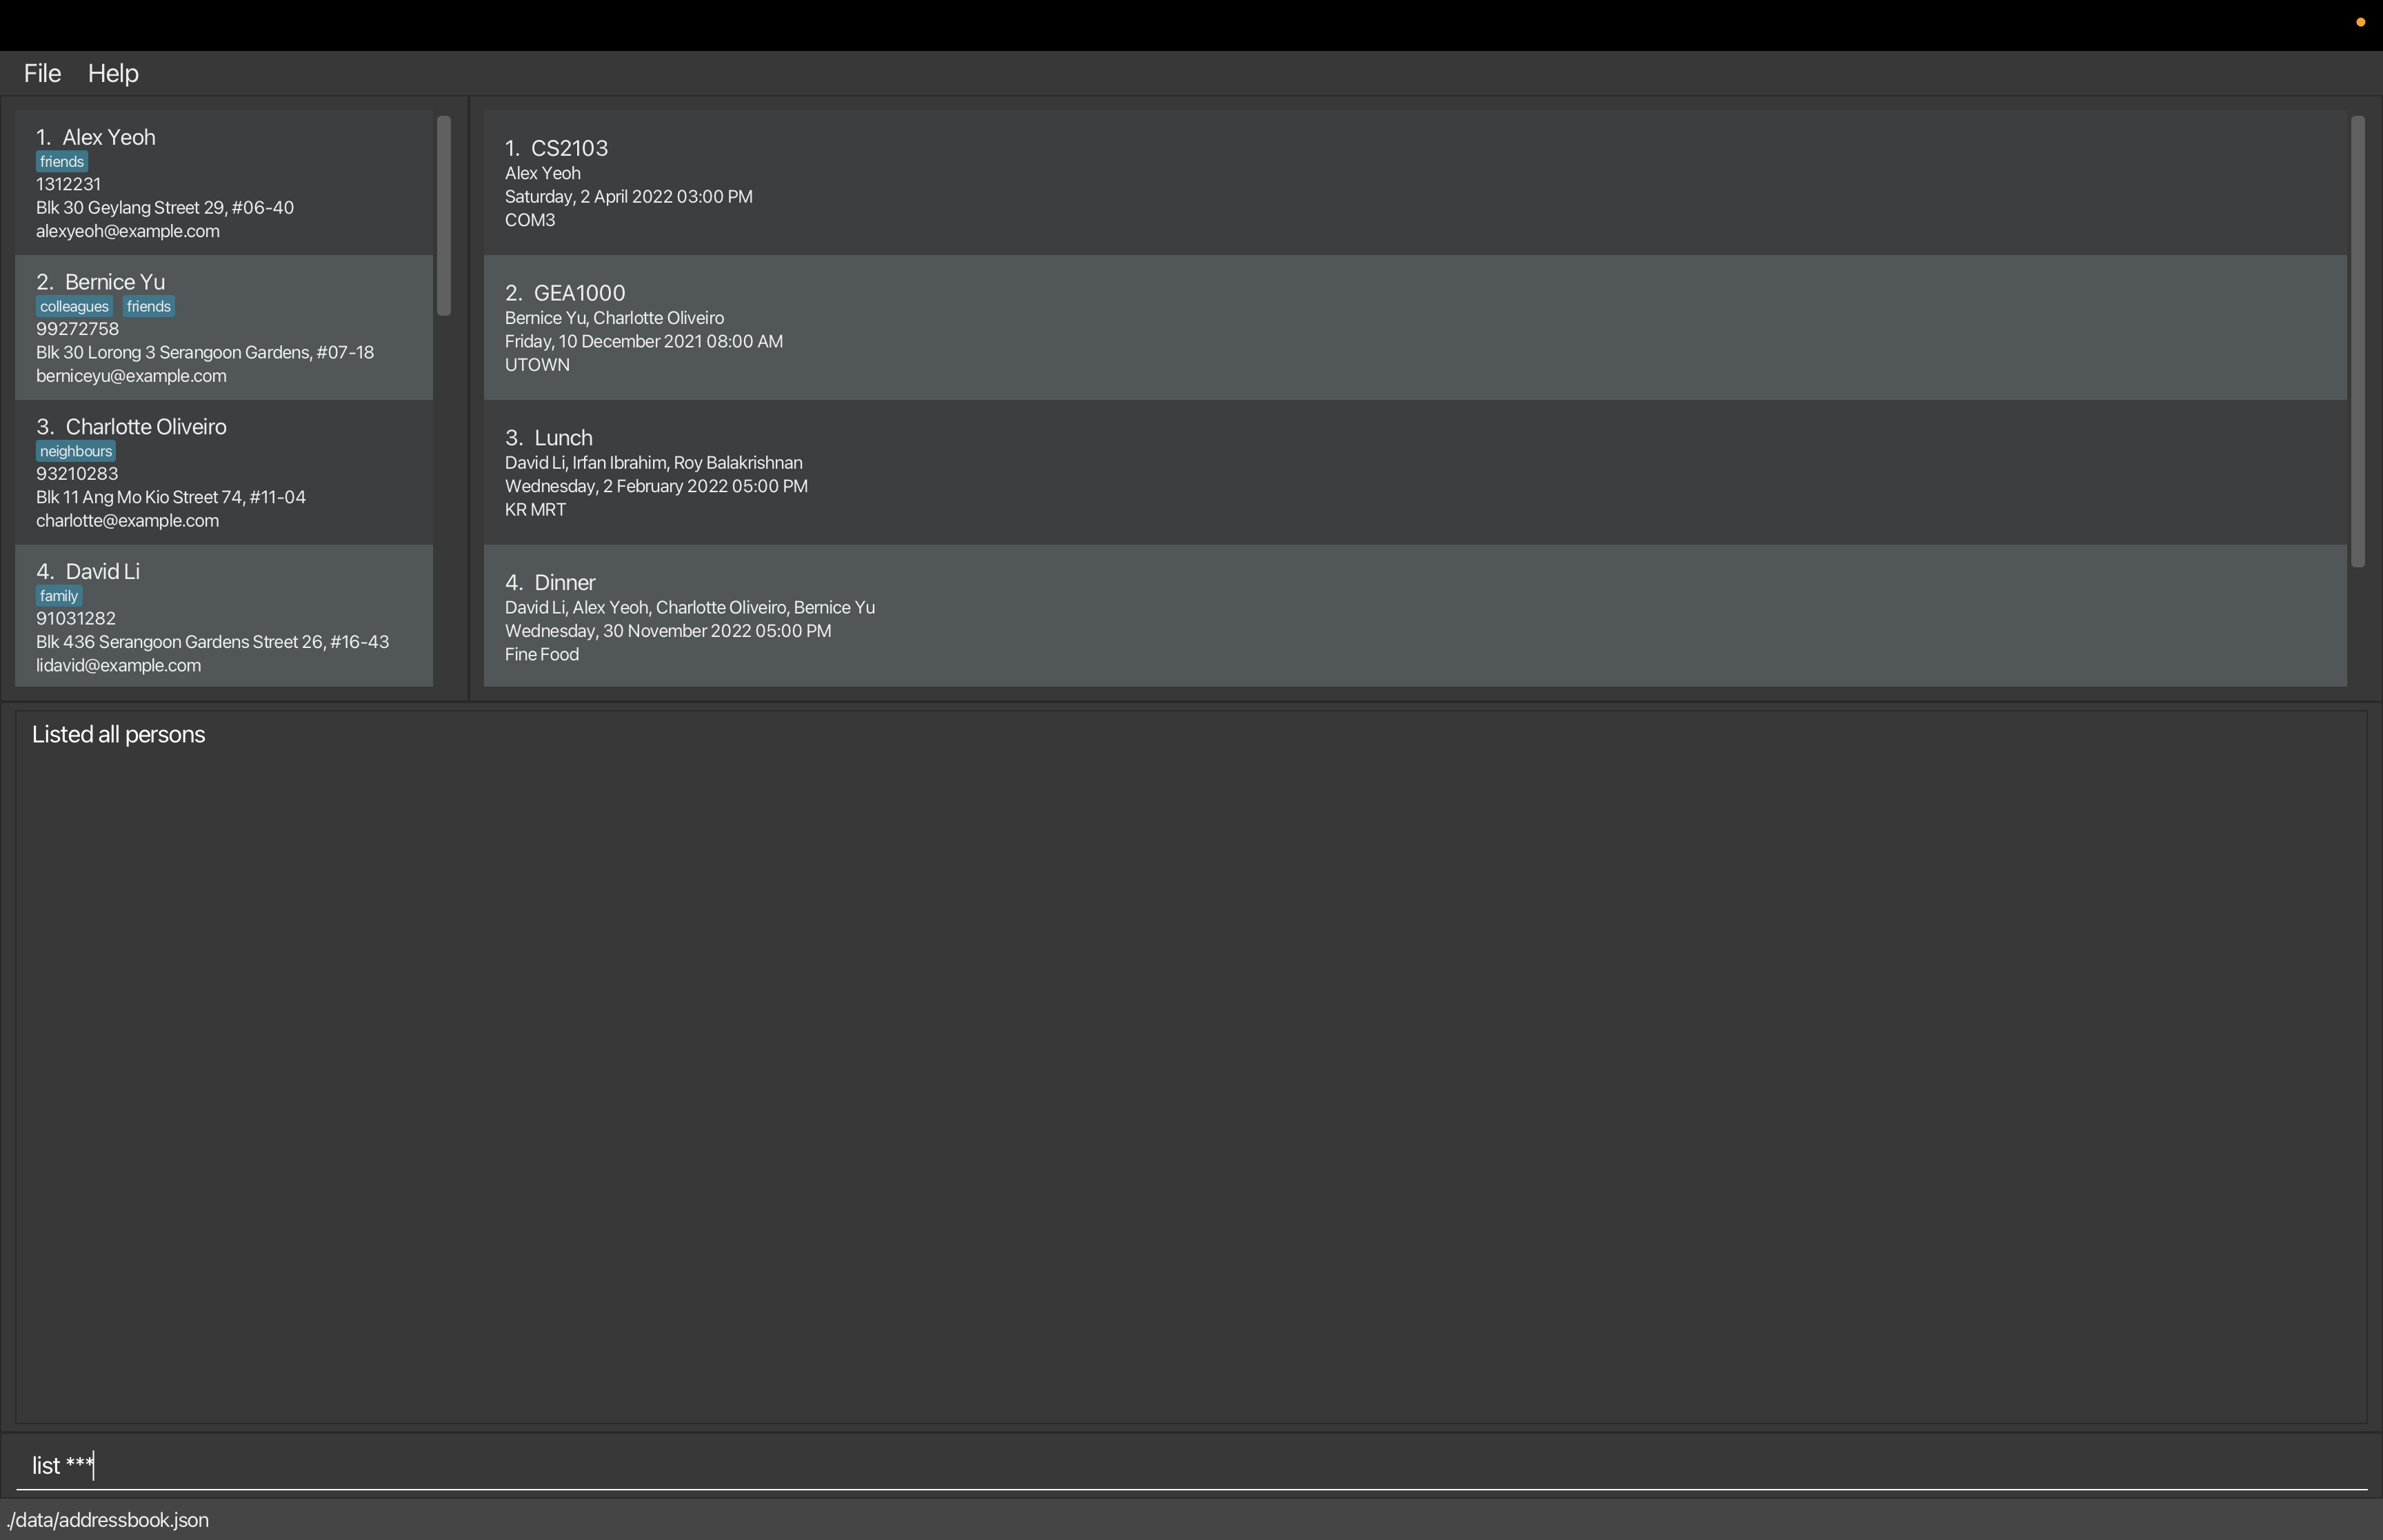 File Help
1. Alex Yeoh
friends
1312231
Blk 30 Geylang Street 29, #06-40
alexyeoh@example.com
2. Bernice Yu
colleagues friends
99272758
Blk 30 Lorong 3 Serangoon Gardens, #07-18
berniceyu@example.com
3. Charlotte Oliveiro
neighbours
93210283
Blk 11 Ang Mo Kio Street 74, #11-04
charlotte@example.com
4. David Li
family
91031282
Blk 436 Serangoon Gardens Street 26, #16-43
lidavid@example.com
1. CS2103
Alex Yeoh
Saturday, 2 April 2022 03:00 PM
COM3
2. GEA1000
Bernice Yu, Charlotte Oliveiro
Friday, 10 December 2021 08:00 AM
UTOWN
3. Lunch
David Li, Irfan Ibrahim, Roy Balakrishnan
Wednesday, 2 February 2022 05:00 PM
KR MRT
4. Dinner
David Li, Alex Yeoh, Charlotte Oliveiro, Bernice Yu
Wednesday, 30 November 2022 05:00 PM
Fine Food
Listed all persons
list ***
./data/addressbook.json